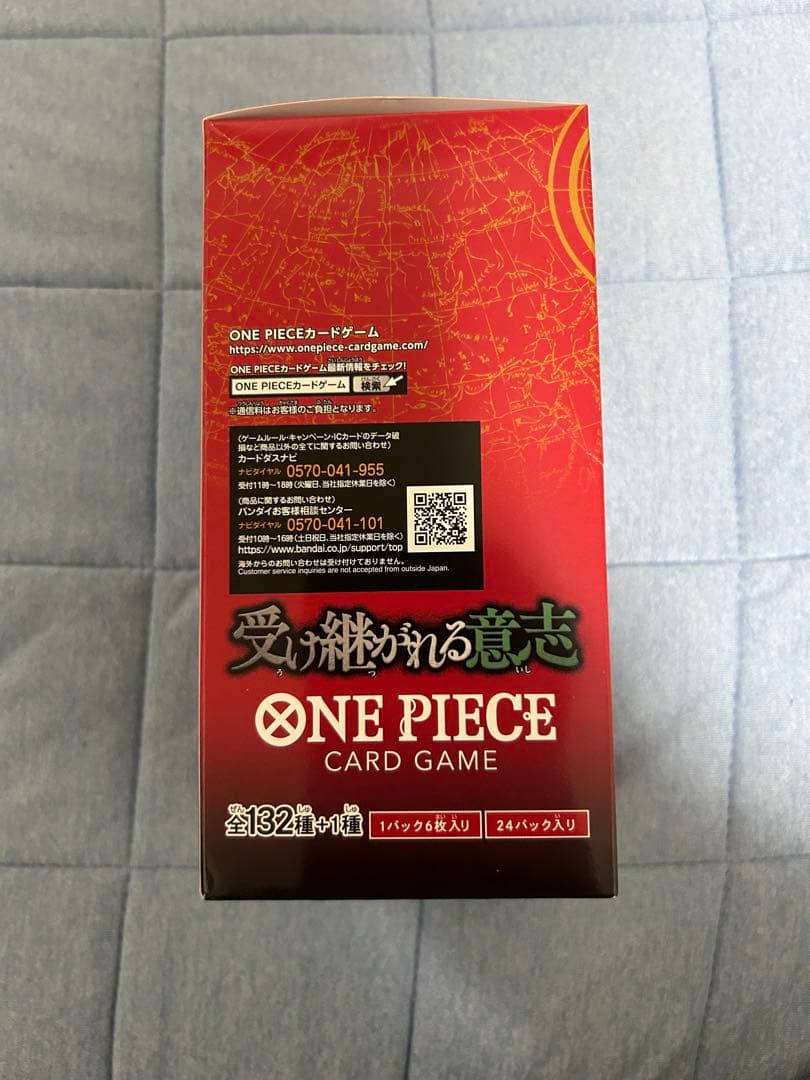 ONE PIECEカードゲーム
https://www.onepiece-cardgame.com/
ONE PIECEカードゲーム最新情報をチェック!
ONE PIECEカードゲーム 検索
※通信料はお客様のご負担となります。
(ゲームルール・キャンペーン・ICカードのデータ破
損など商品以外の全てに関するお問い合わせ)
カードダスナビ
ナビダイヤル 0570-041-955
受付11時~18時(火曜日、当社指定休業日を除く)
(商品に関するお問い合わせ)
バンダイお客様相談センター
ナビダイヤル 0570-041-101
受付10時~16時(土日祝日、当社指定休業日を除く)
https://www.bandai.co.jp/support/top
海外からのお問い合わせは受け付けておりません。
Customer service inquiries are not accepted from outside Japan.
受け継がれる意志
ONE PIECE
CARD GAME
全132種+1種 1パック6枚入り 24パック入り